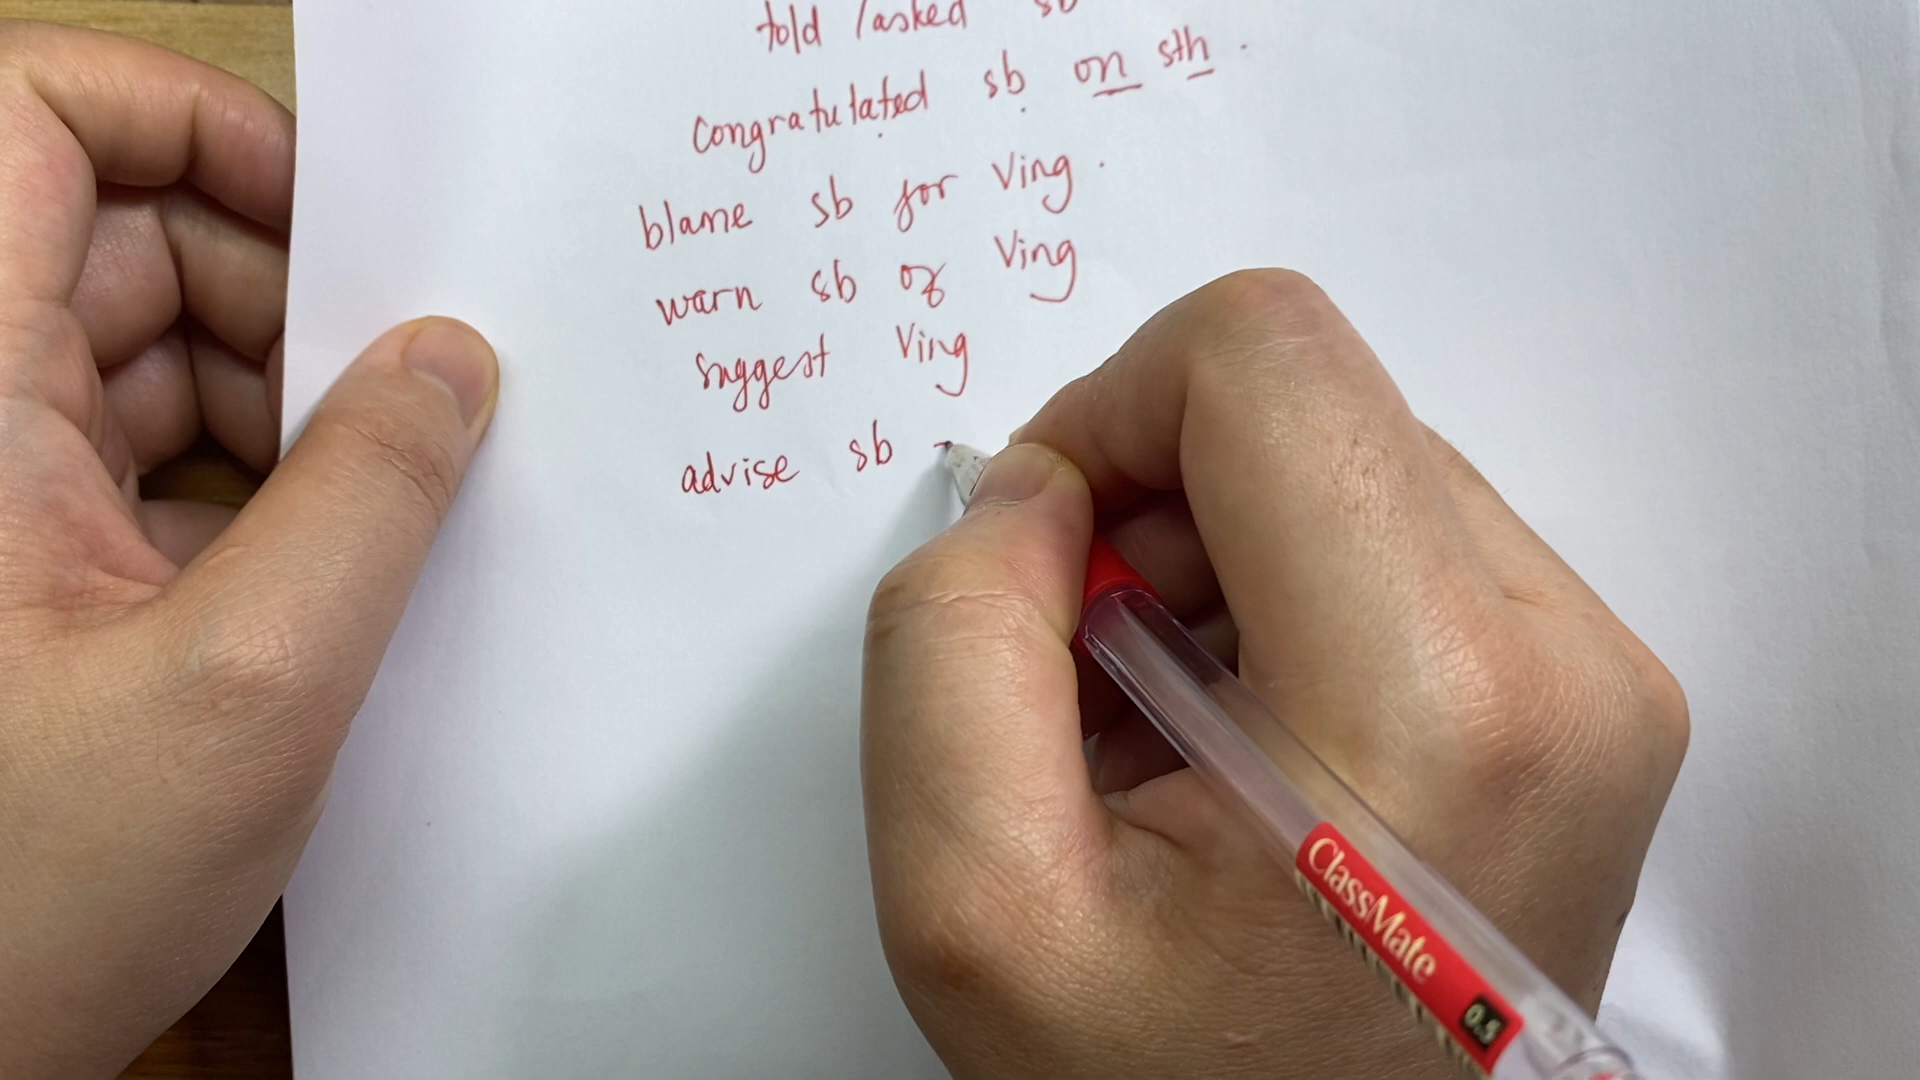 told / asked sb
congratulated sb on sth.
blame sb for Ving.
warn sb of Ving
suggest Ving
advise sb
ClassMate
0.5